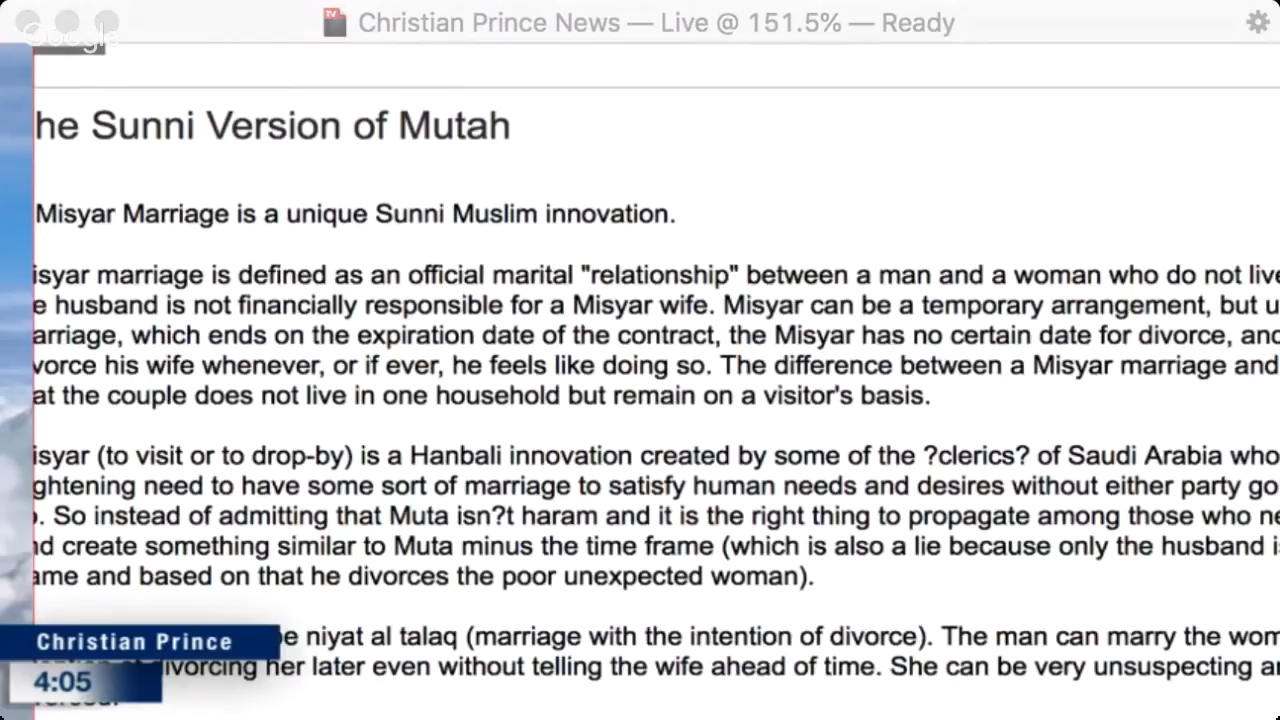 Christian Prince News — Live @ 151.5% — Ready
Google
he Sunni Version of Mutah
Misyar Marriage is a unique Sunni Muslim innovation.
isyar marriage is defined as an official marital "relationship" between a man and a woman who do not live
e husband is not financially responsible for a Misyar wife. Misyar can be a temporary arrangement, but u
arriage, which ends on the expiration date of the contract, the Misyar has no certain date for divorce, and
vorce his wife whenever, or if ever, he feels like doing so. The difference between a Misyar marriage and
at the couple does not live in one household but remain on a visitor's basis.
isyar (to visit or to drop-by) is a Hanbali innovation created by some of the ?clerics? of Saudi Arabia who
ghtening need to have some sort of marriage to satisfy human needs and desires without either party go
. So instead of admitting that Muta isn?t haram and it is the right thing to propagate among those who ne
nd create something similar to Muta minus the time frame (which is also a lie because only the husband is
ame and based on that he divorces the poor unexpected woman).
e niyat al talaq (marriage with the intention of divorce). The man can marry the wom
divorcing her later even without telling the wife ahead of time. She can be very unsuspecting a
Christian Prince
4:05